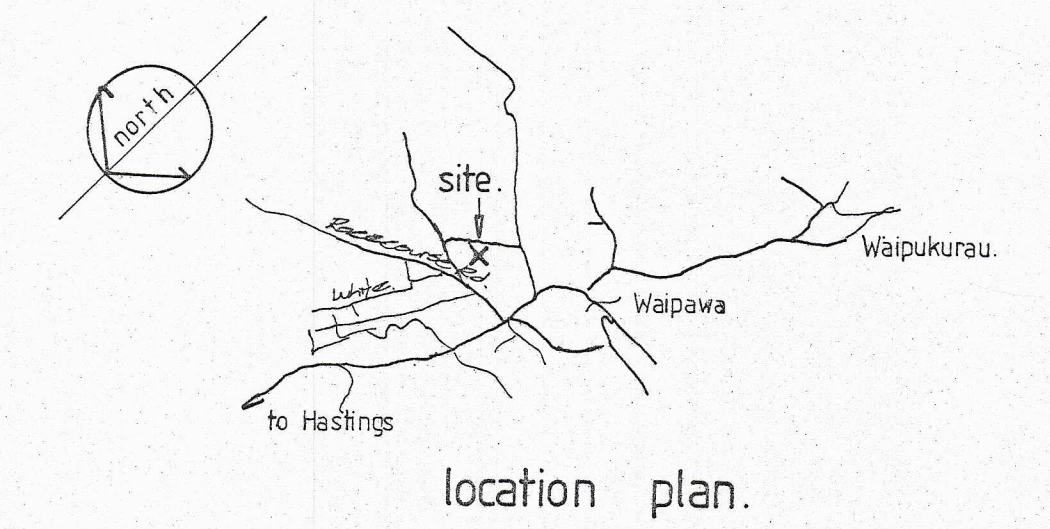 north
site.
Racecourse Rd.
White.
Waipukurau.
Waipawa
to Hastings
location plan.